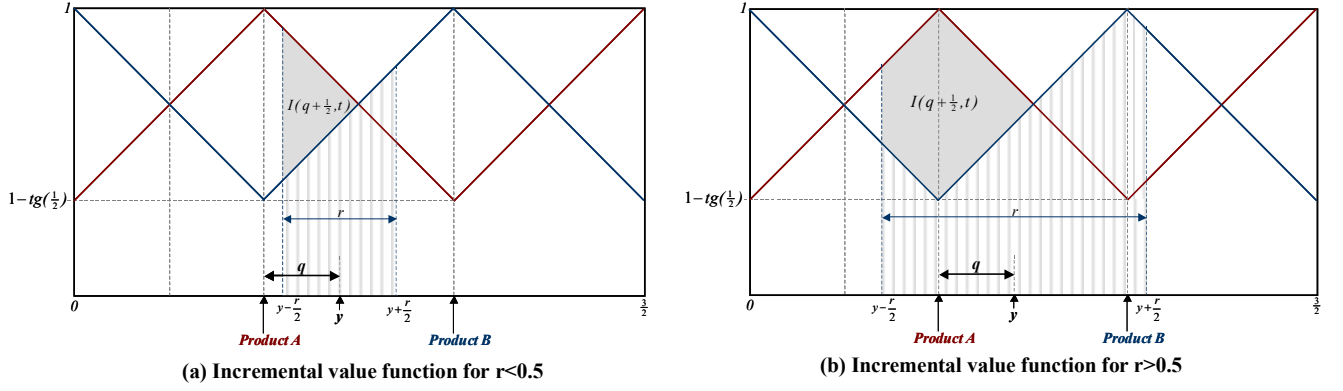 1
I(q+½,t)
1−tg(½)
r
q
0
y−r/2
y
y+r/2
3/2
Product A
Product B
(a) Incremental value function for r<0.5
1
I(q+½,t)
1−tg(½)
r
q
0
y−r/2
y
y+r/2
3/2
Product A
Product B
(b) Incremental value function for r>0.5